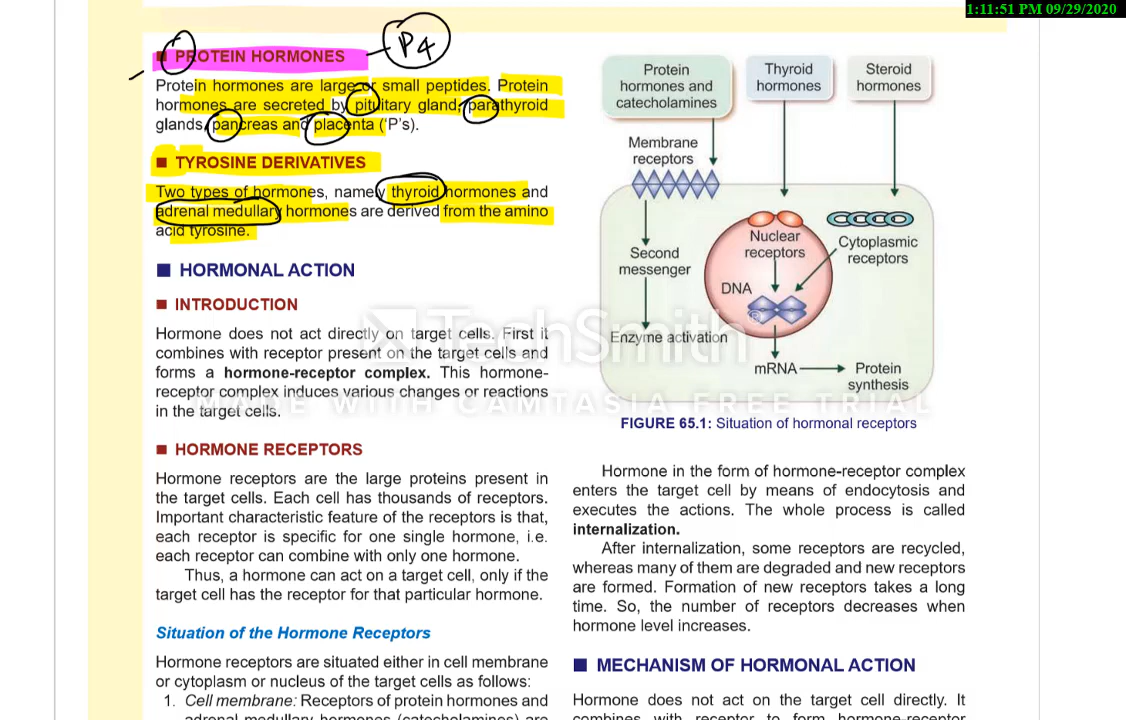 1:11:51 PM 09/29/2020
PROTEIN HORMONES
P4
Protein hormones are large or small peptides. Protein
hormones are secreted by pituitary gland, parathyroid
glands, pancreas and placenta (‘P’s).
TYROSINE DERIVATIVES
Two types of hormones, namely thyroid hormones and
adrenal medullary hormones are derived from the amino
acid tyrosine.
HORMONAL ACTION
INTRODUCTION
Hormone does not act directly on target cells. First it
combines with receptor present on the target cells and
forms a hormone-receptor complex. This hormone-
receptor complex induces various changes or reactions
in the target cells.
HORMONE RECEPTORS
Hormone receptors are the large proteins present in
the target cells. Each cell has thousands of receptors.
Important characteristic feature of the receptors is that,
each receptor is specific for one single hormone, i.e.
each receptor can combine with only one hormone.
Thus, a hormone can act on a target cell, only if the
target cell has the receptor for that particular hormone.
Situation of the Hormone Receptors
Hormone receptors are situated either in cell membrane
or cytoplasm or nucleus of the target cells as follows:
1. Cell membrane: Receptors of protein hormones and
adrenal medullary hormones (catecholamines) are
Protein
hormones and
catecholamines
Thyroid
hormones
Steroid
hormones
Membrane
receptors
Second
messenger
Enzyme activation
Nuclear
receptors
Cytoplasmic
receptors
DNA
mRNA
Protein
synthesis
TechSmith®
MADE WITH CAMTASIA FREE TRIAL
FIGURE 65.1: Situation of hormonal receptors
Hormone in the form of hormone-receptor complex
enters the target cell by means of endocytosis and
executes the actions. The whole process is called
internalization.
After internalization, some receptors are recycled,
whereas many of them are degraded and new receptors
are formed. Formation of new receptors takes a long
time. So, the number of receptors decreases when
hormone level increases.
MECHANISM OF HORMONAL ACTION
Hormone does not act on the target cell directly. It
combines with receptor to form hormone-receptor